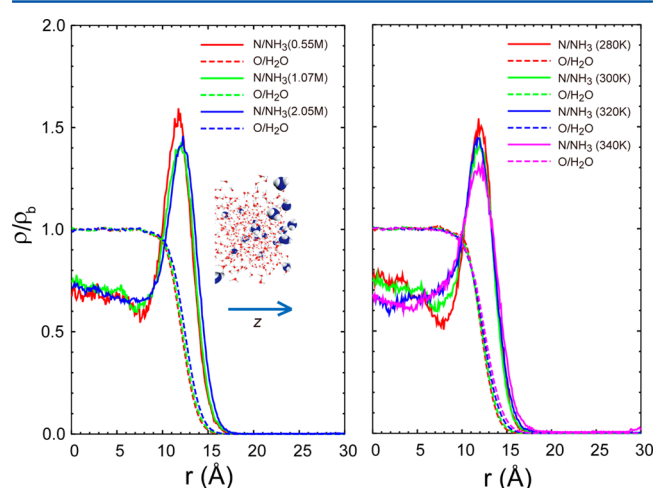 N/NH3(0.55M)
O/H2O
N/NH3(1.07M)
O/H2O
N/NH3(2.05M)
O/H2O
N/NH3 (280K)
O/H2O
N/NH3 (300K)
O/H2O
N/NH3 (320K)
O/H2O
N/NH3 (340K)
O/H2O
ρ/ρb
2.0
1.5
1.0
0.5
0.0
z
0 5 10 15 20 25 30
0 5 10 15 20 25 30
r (Å)
r (Å)